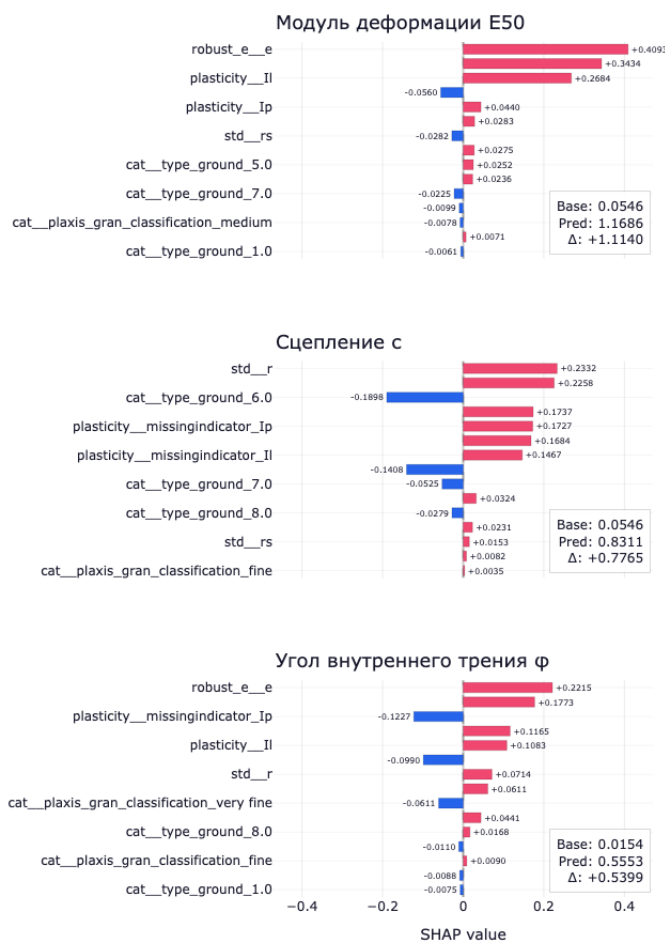 Модуль деформации E50
robust_e__e
+0.4093
+0.3434
plasticity__Il
+0.2684
-0.0560
plasticity__Ip
+0.0440
+0.0283
std__rs
-0.0282
+0.0275
cat__type_ground_5.0
+0.0252
+0.0236
cat__type_ground_7.0
-0.0225
-0.0099
cat__plaxis_gran_classification_medium
-0.0078
+0.0071
cat__type_ground_1.0
-0.0061
Base: 0.0546
Pred: 1.1686
Δ: +1.1140
Сцепление c
std__r
+0.2332
+0.2258
cat__type_ground_6.0
-0.1898
+0.1737
plasticity__missingindicator_Ip
+0.1727
+0.1684
plasticity__missingindicator_Il
+0.1467
-0.1408
cat__type_ground_7.0
-0.0525
+0.0324
cat__type_ground_8.0
-0.0279
+0.0231
std__rs
+0.0153
+0.0082
cat__plaxis_gran_classification_fine
+0.0035
Base: 0.0546
Pred: 0.8311
Δ: +0.7765
Угол внутреннего трения φ
robust_e__e
+0.2215
+0.1773
plasticity__missingindicator_Ip
-0.1227
+0.1165
plasticity__Il
+0.1083
-0.0990
std__r
+0.0714
+0.0611
cat__plaxis_gran_classification_very fine
-0.0611
+0.0441
cat__type_ground_8.0
+0.0168
-0.0110
cat__plaxis_gran_classification_fine
+0.0090
-0.0088
cat__type_ground_1.0
-0.0075
Base: 0.0154
Pred: 0.5553
Δ: +0.5399
−0.4
−0.2
0
0.2
0.4
SHAP value